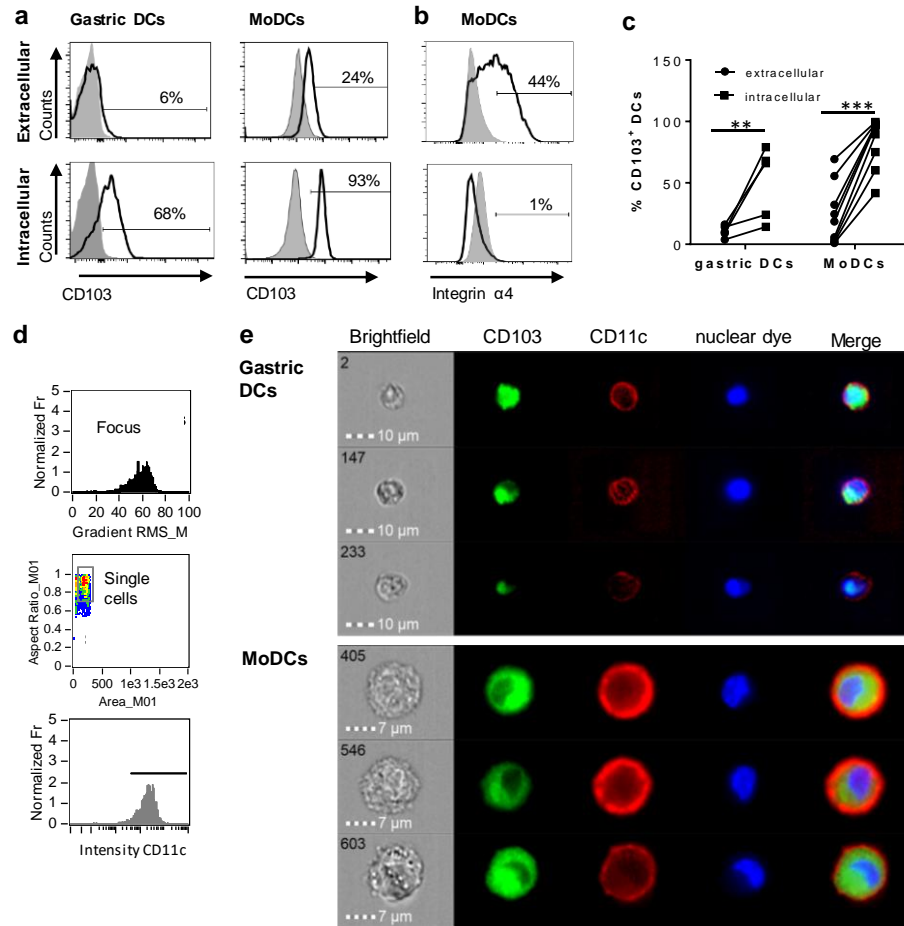 a
Gastric DCs
MoDCs
Extracellular
Counts
6%
24%
Intracellular
Counts
68%
93%
CD103
CD103
b
MoDCs
44%
1%
Integrin α4
c
% CD103+ DCs
150
100
50
0
extracellular
intracellular
**
***
gastric DCs
MoDCs
d
Normalized Fr
5
4
3
2
1
0
Focus
0 20 40 60 80 100
Gradient RMS_M
Aspect Ratio_M01
1
0.8
0.6
0.4
0.2
0
Single
cells
0 500 1e3 1.5e3 2e3
Area_M01
Normalized Fr
5
4
3
2
1
0
Intensity CD11c
e
Brightfield CD103 CD11c nuclear dye Merge
Gastric
DCs
2
10 µm
147
10 µm
233
10 µm
MoDCs
405
7 µm
546
7 µm
603
7 µm